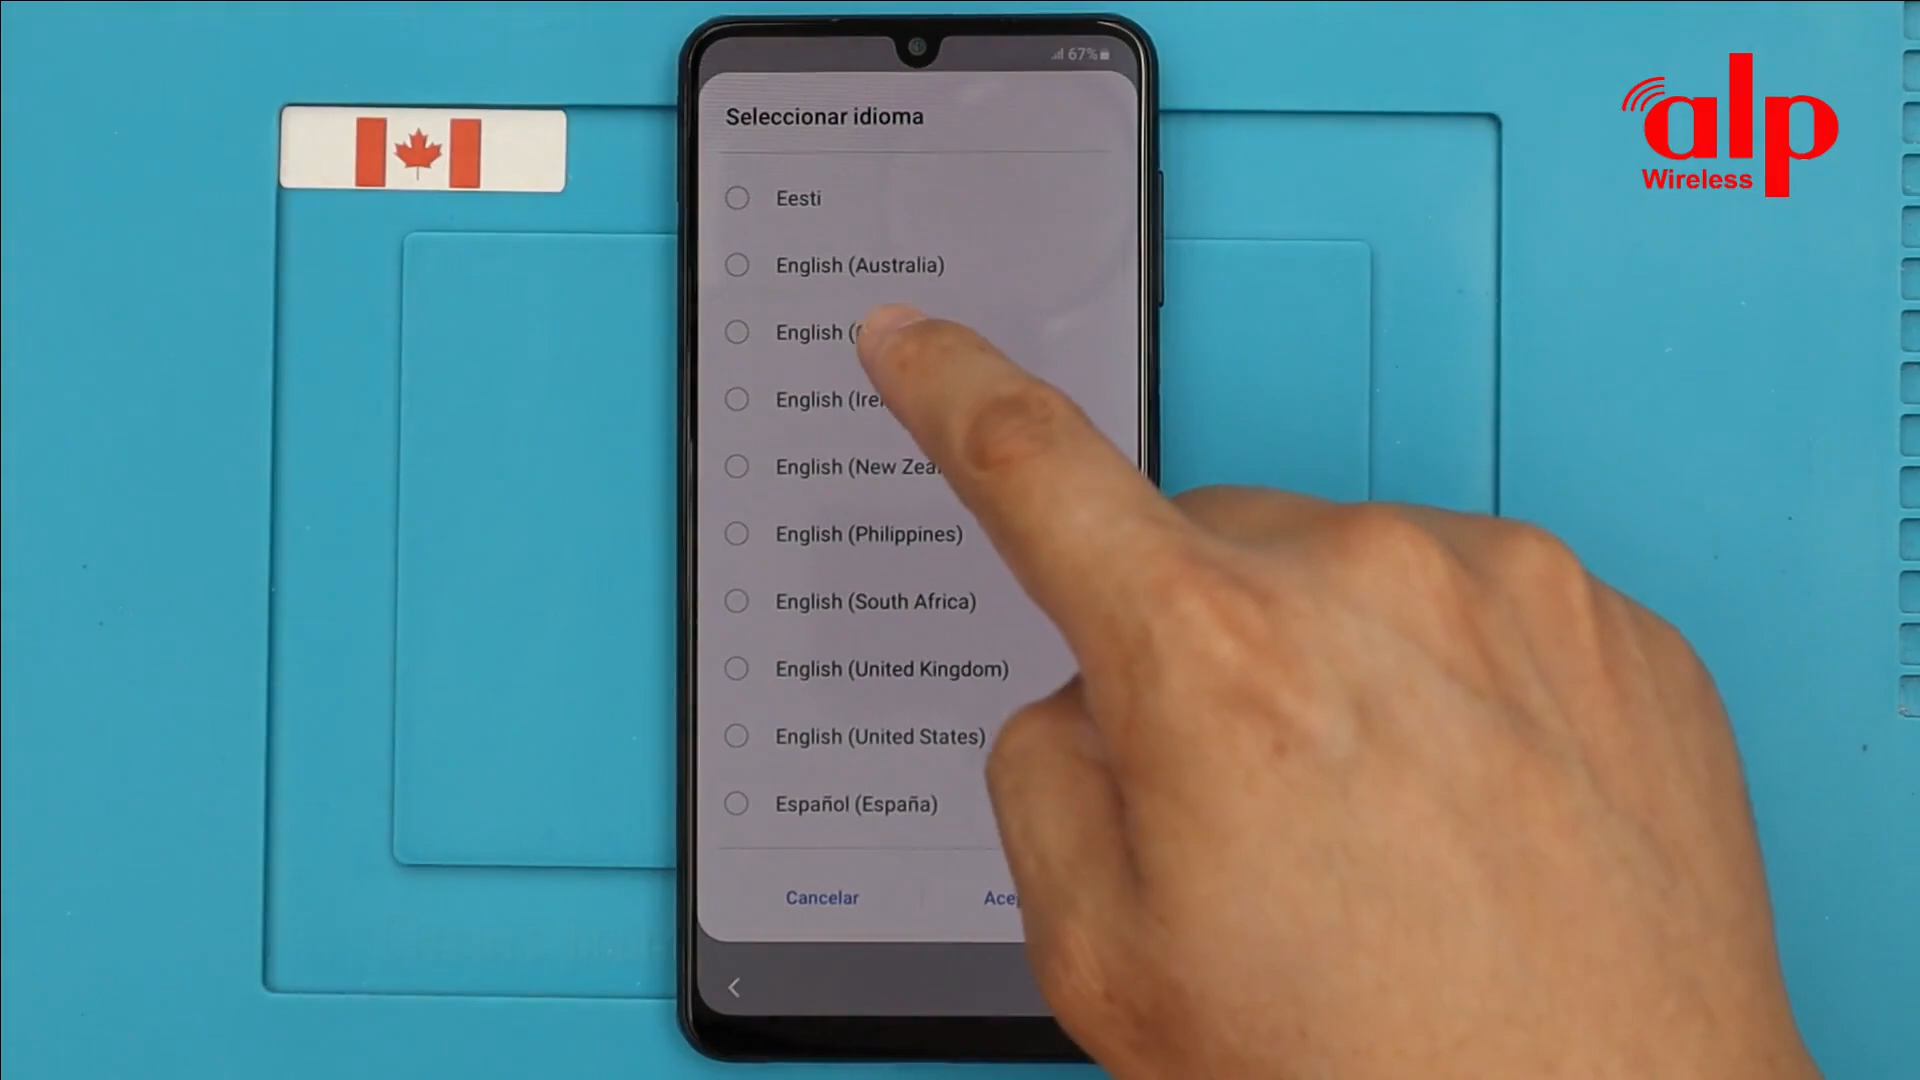 67%
alp
Wireless
Seleccionar idioma
Eesti
English (Australia)
English (
English (Ire
English (New Zea
English (Philippines)
English (South Africa)
English (United Kingdom)
English (United States)
Español (España)
Cancelar
Ace